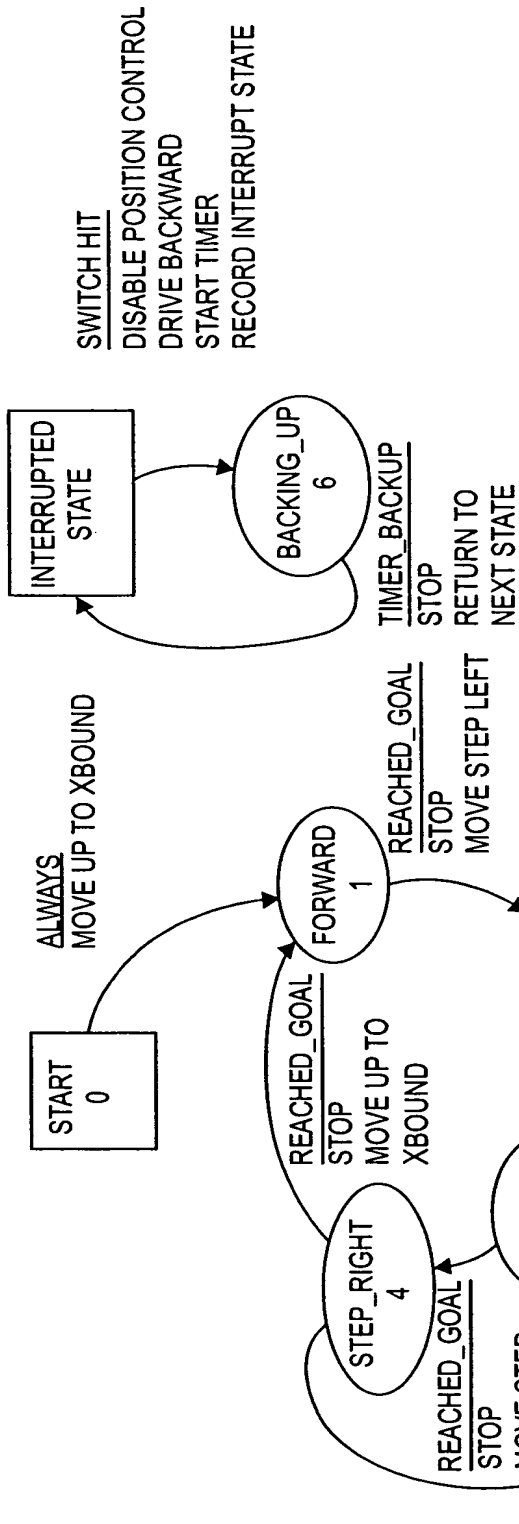 START
0
ALWAYS
MOVE UP TO XBOUND
INTERRUPTED
STATE
SWITCH HIT
DISABLE POSITION CONTROL
DRIVE BACKWARD
START TIMER
RECORD INTERRUPT STATE
BACKING_UP
6
TIMER_BACKUP
STOP
RETURN TO
NEXT STATE
FORWARD
1
REACHED_GOAL
STOP
MOVE UP TO
XBOUND
REACHED_GOAL
STOP
MOVE STEP LEFT
STEP_RIGHT
4
REACHED_GOAL
STOP
MOVE STEP